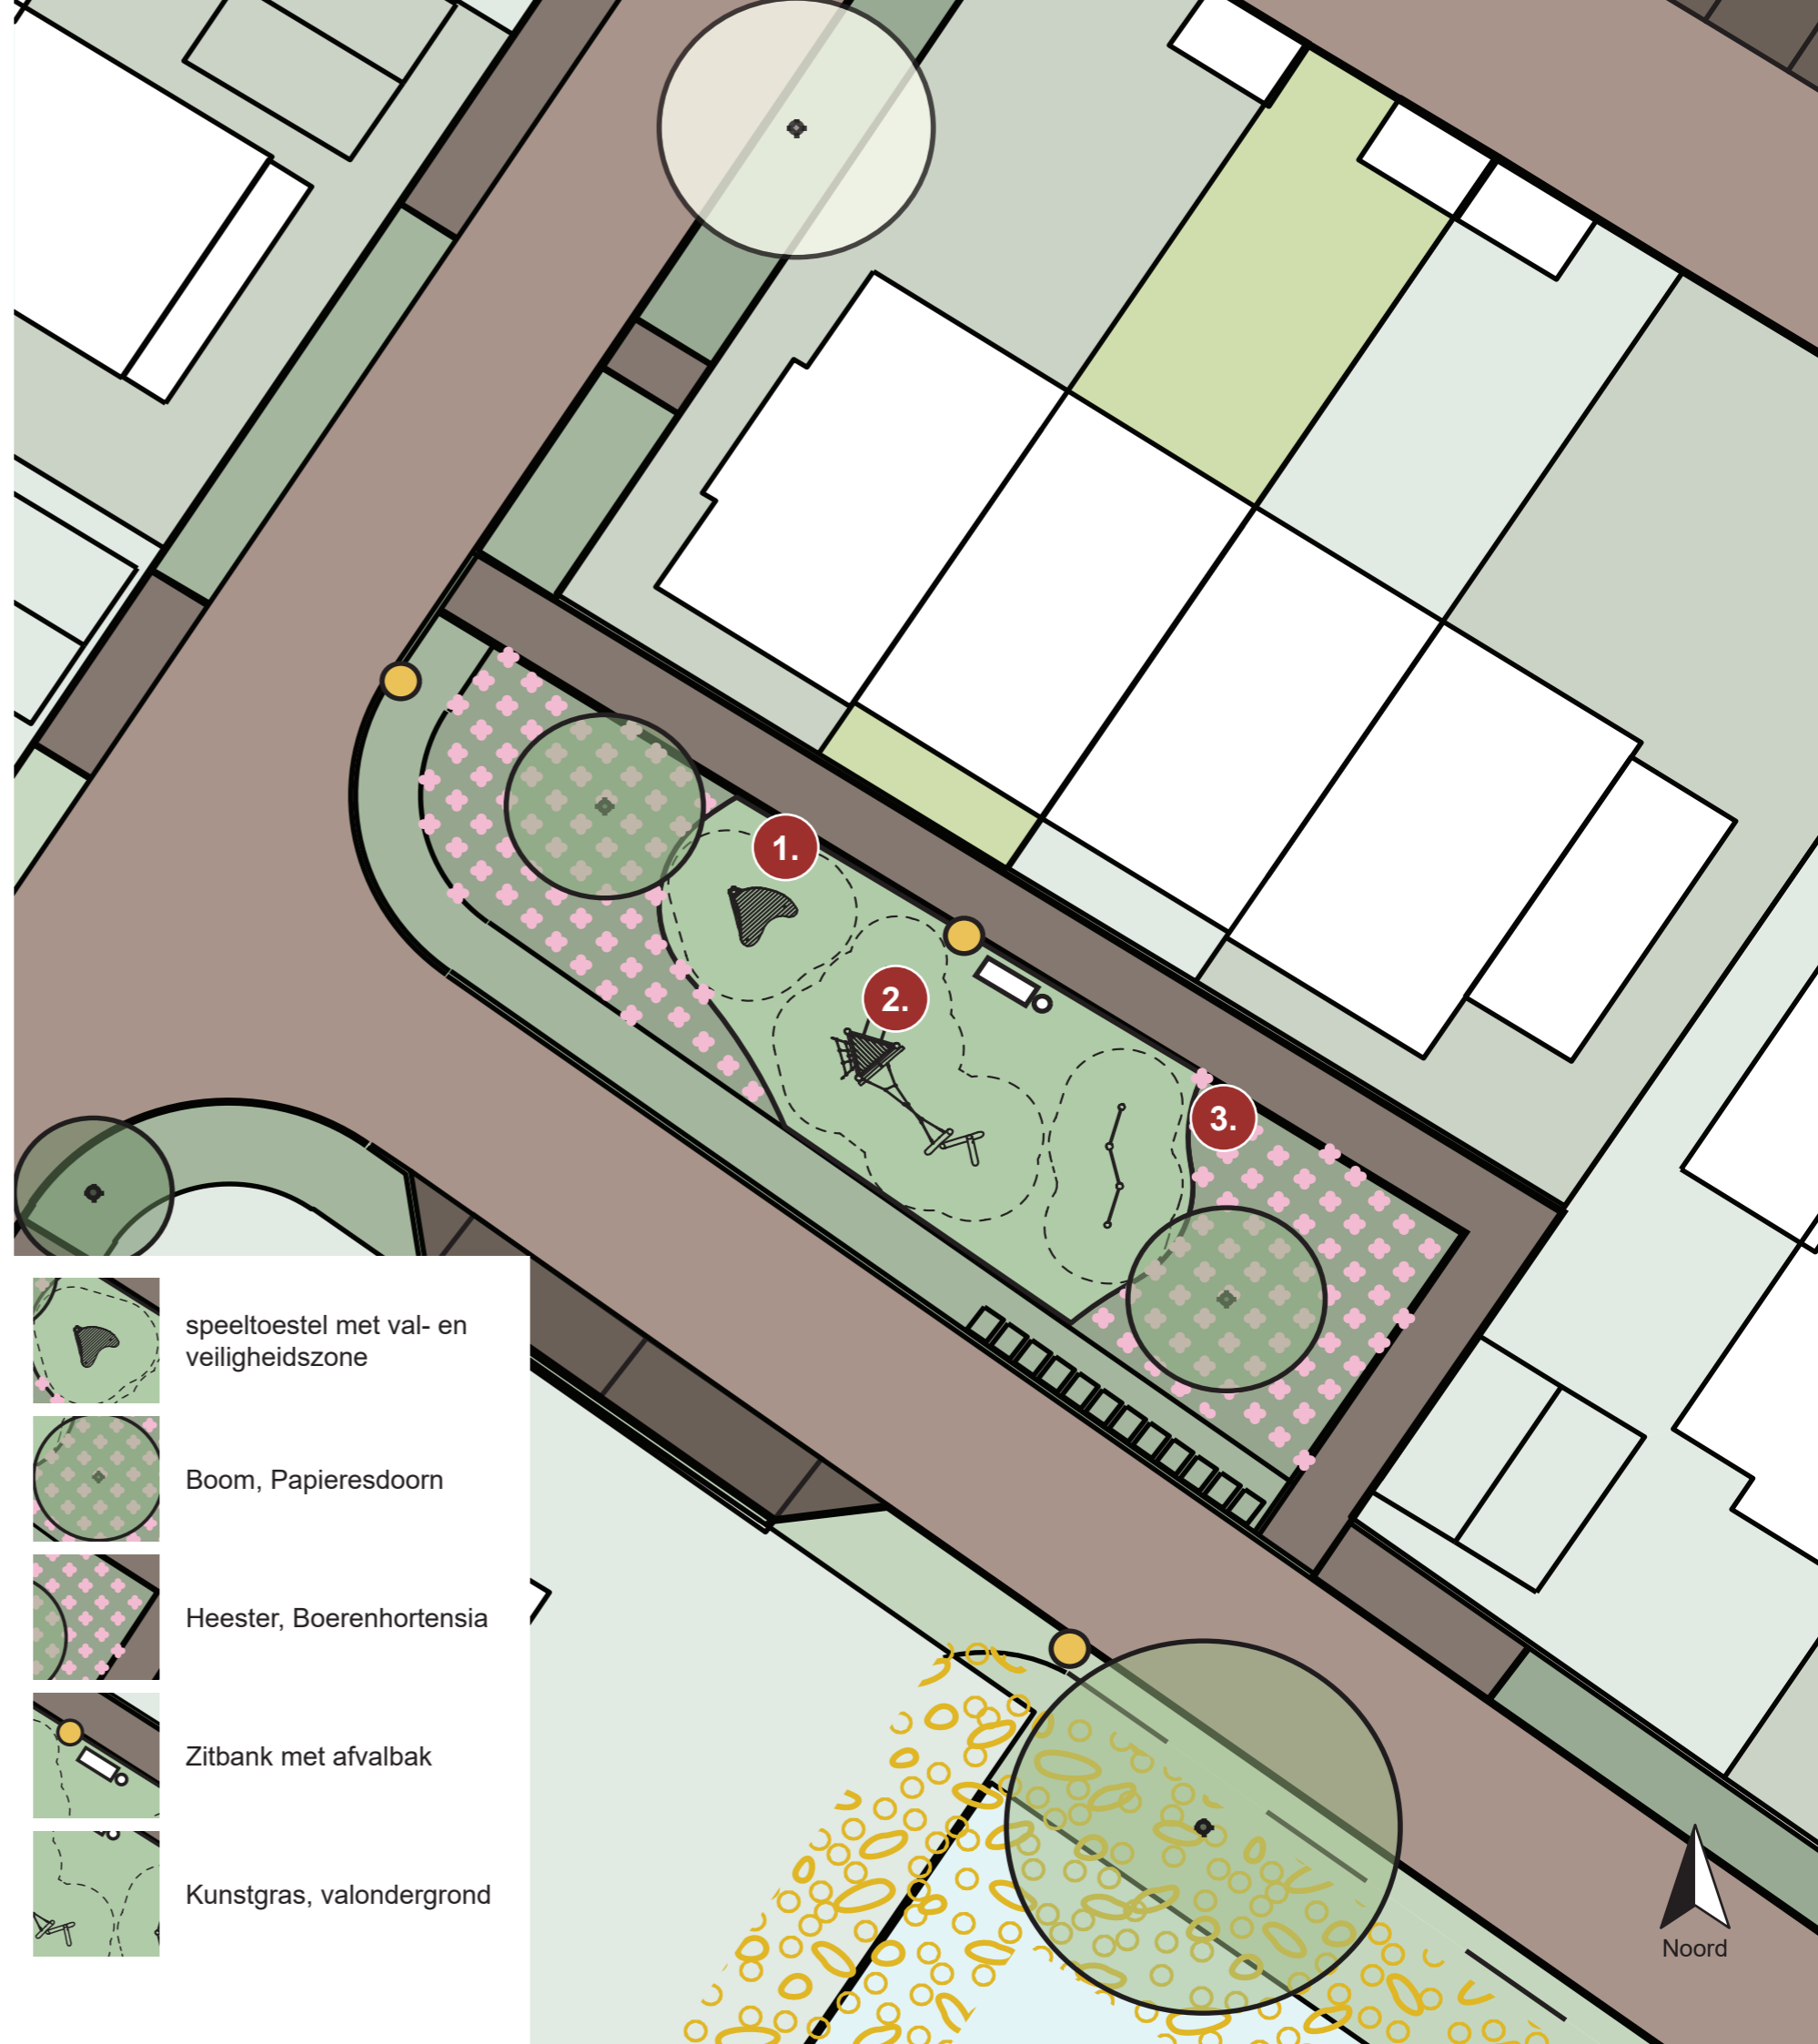 1.
2.
3.
speeltoestel met val- en
veiligheidszone
Boom, Papieresdoorn
Heester, Boerenhortensia
Zitbank met afvalbak
Kunstgras, valondergrond
Noord